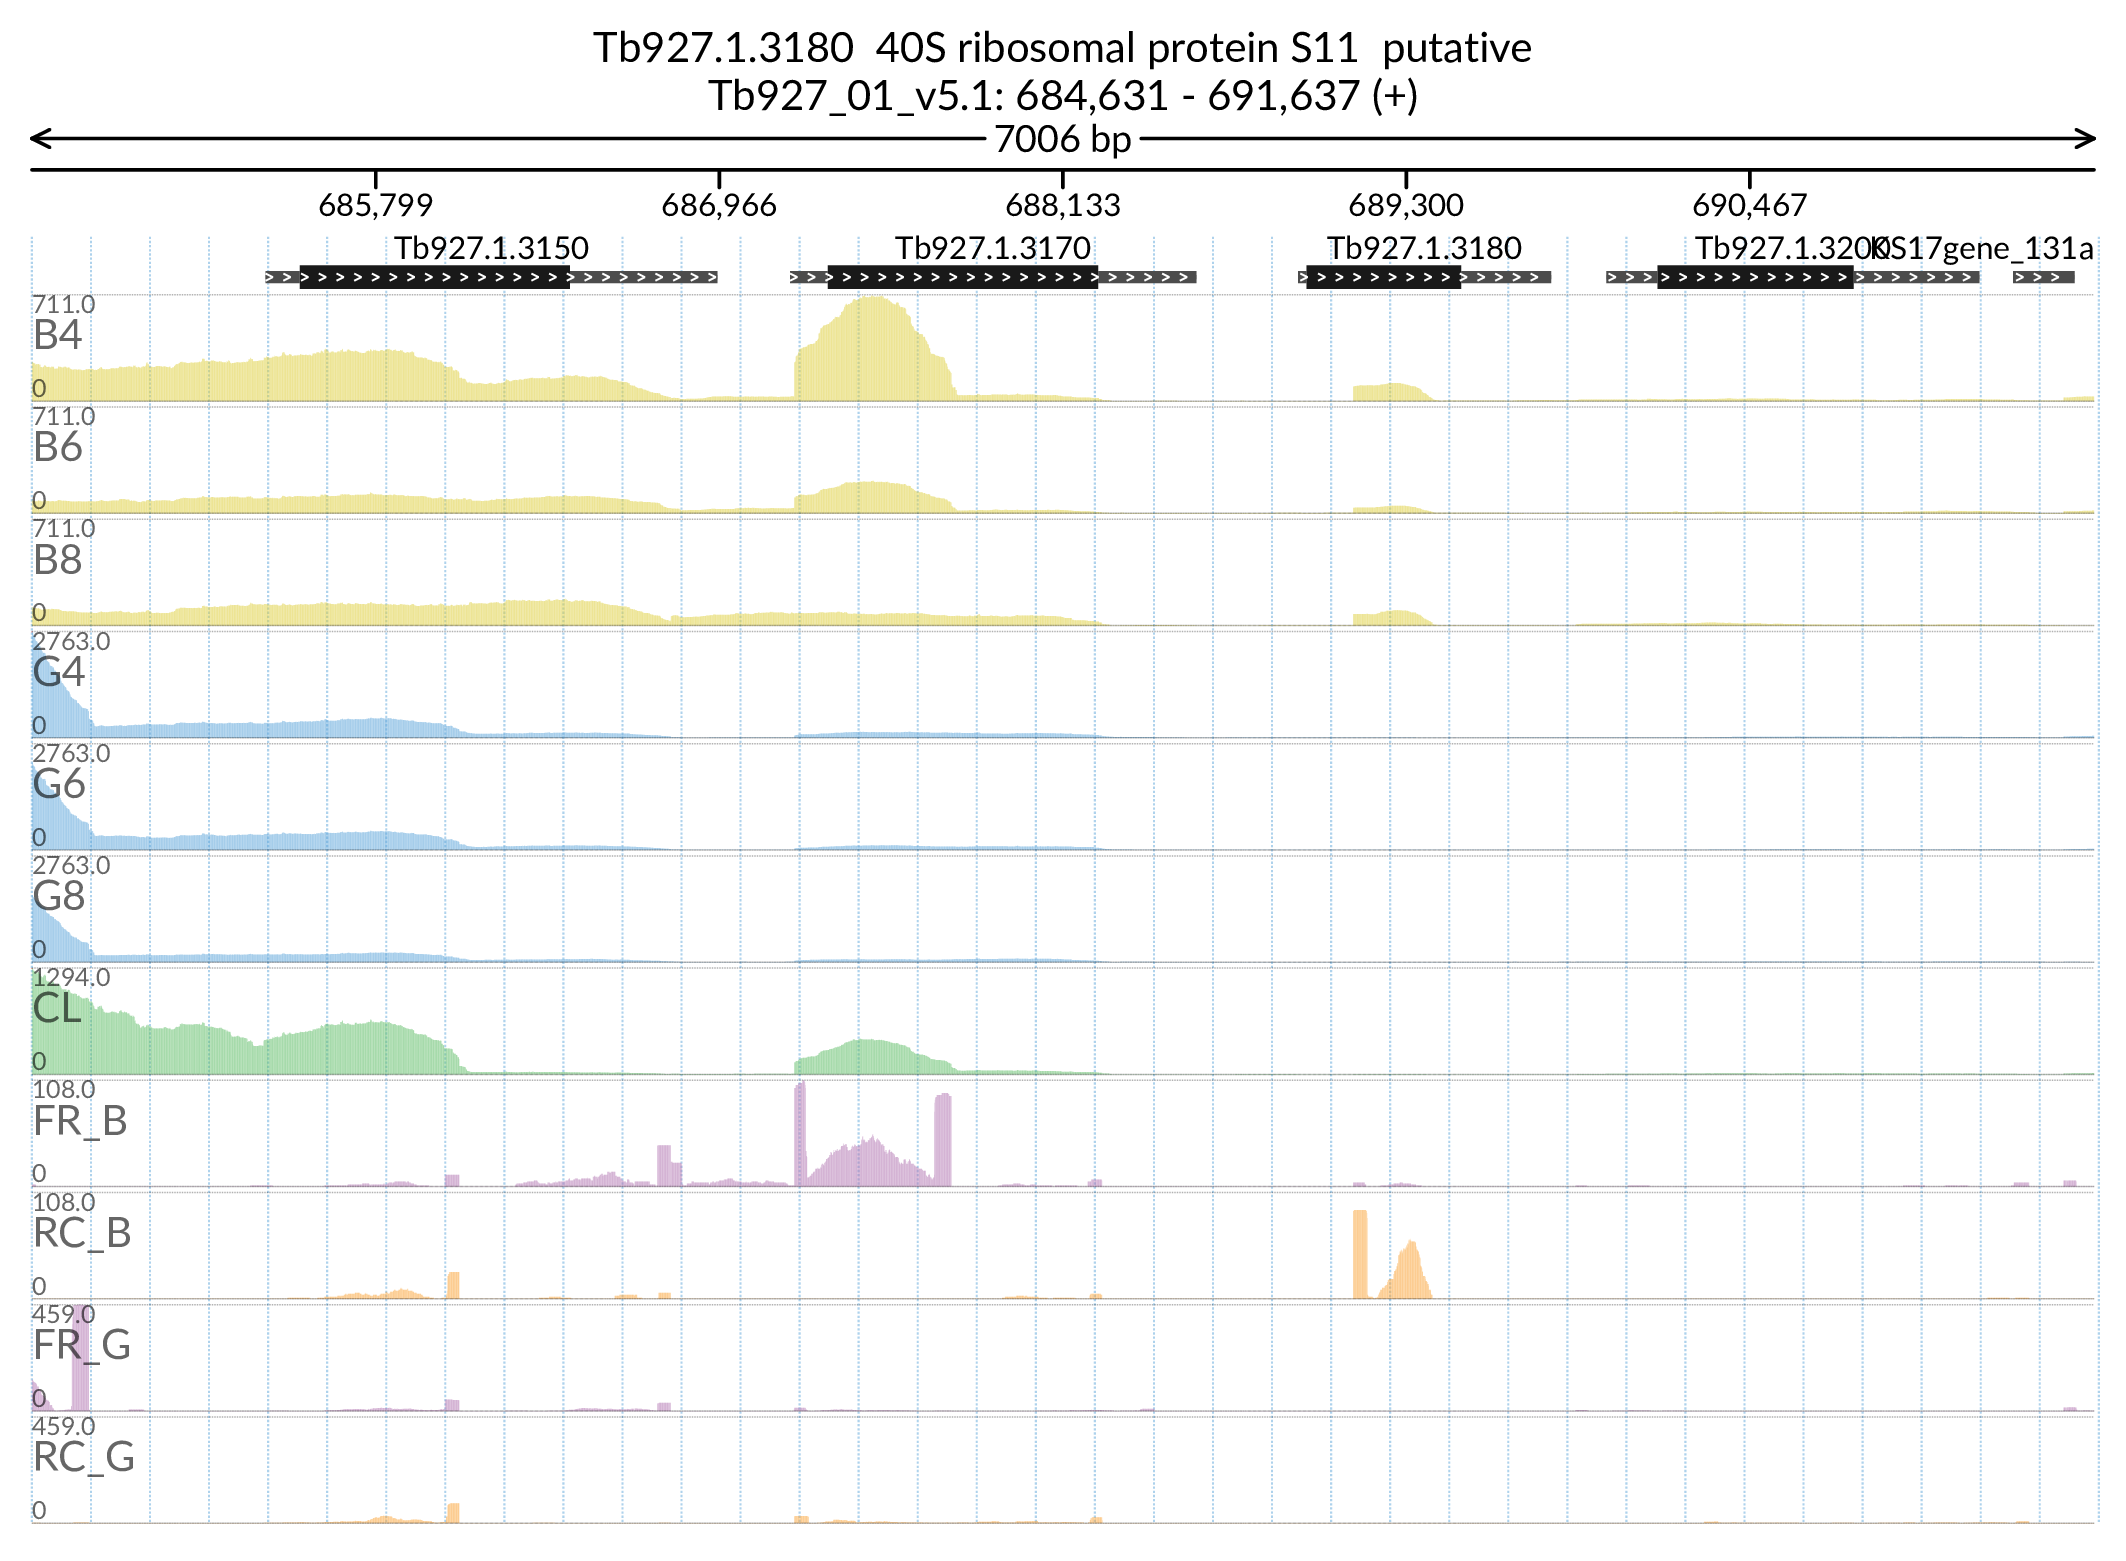 Tb927.1.3180  40S ribosomal protein S11  putative
Tb927_01_v5.1: 684,631 - 691,637 (+)
7006 bp
685,799 686,966 688,133 689,300 690,467
Tb927.1.3150 Tb927.1.3170 Tb927.1.3180 Tb927.1.3200 KS17gene_131a
711.0
B4
0
711.0
B6
0
711.0
B8
0
2763.0
G4
0
2763.0
G6
0
2763.0
G8
0
1294.0
CL
0
108.0
FR_B
0
108.0
RC_B
0
459.0
FR_G
0
459.0
RC_G
0